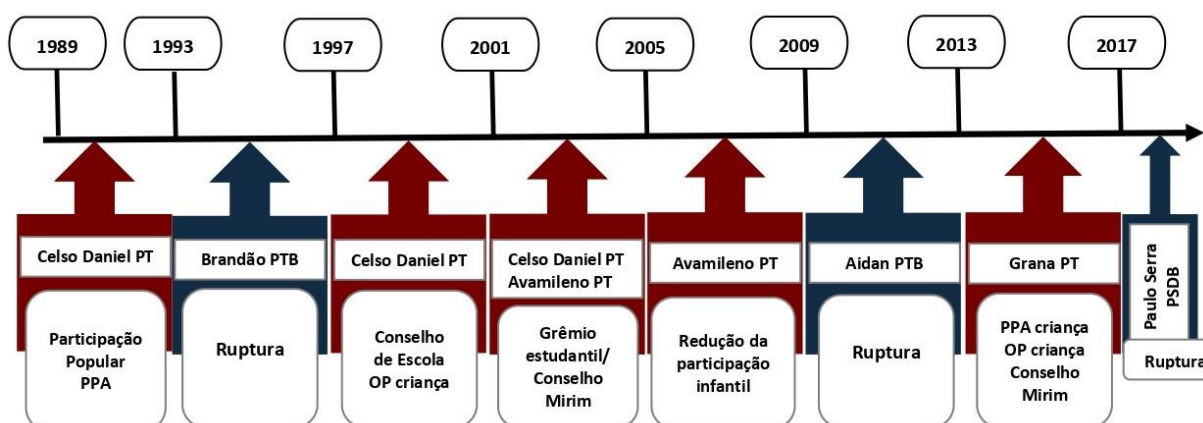 1989
1993
1997
2001
2005
2009
2013
2017
Celso Daniel PT
Brandão PTB
Celso Daniel PT
Celso Daniel PT
Avamileno PT
Avamileno PT
Aidan PTB
Grana PT
Paulo Serra
PSDB
Participação
Popular
PPA
Ruptura
Conselho
de Escola
OP criança
Grêmio
estudantil/
Conselho
Mirim
Redução da
participação
infantil
Ruptura
PPA criança
OP criança
Conselho
Mirim
Ruptura